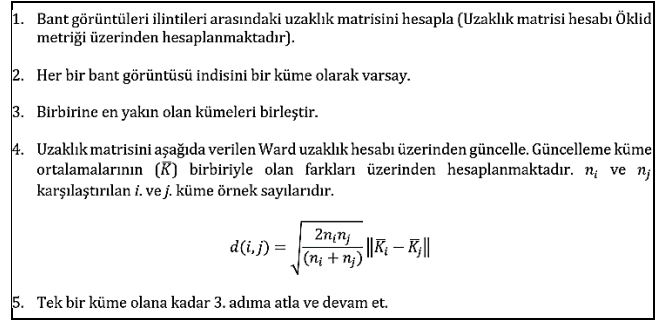 1. Bant görüntüleri ilintileri arasındaki uzaklık matrisini hesapla (Uzaklık matrisi hesabı Öklid
metriği üzerinden hesaplanmaktadır).
2. Her bir bant görüntüsü indisini bir küme olarak varsay.
3. Birbirine en yakın olan kümeleri birleştir.
4. Uzaklık matrisini aşağıda verilen Ward uzaklık hesabı üzerinden güncelle. Güncelleme küme
ortalamalarının (K̅) birbiriyle olan farkları üzerinden hesaplanmaktadır. nᵢ ve nⱼ
karşılaştırılan i. ve j. küme örnek sayılarıdır.
d(i,j) = √(2nᵢnⱼ / (nᵢ + nⱼ)) ‖K̅ᵢ − K̅ⱼ‖
5. Tek bir küme olana kadar 3. adıma atla ve devam et.